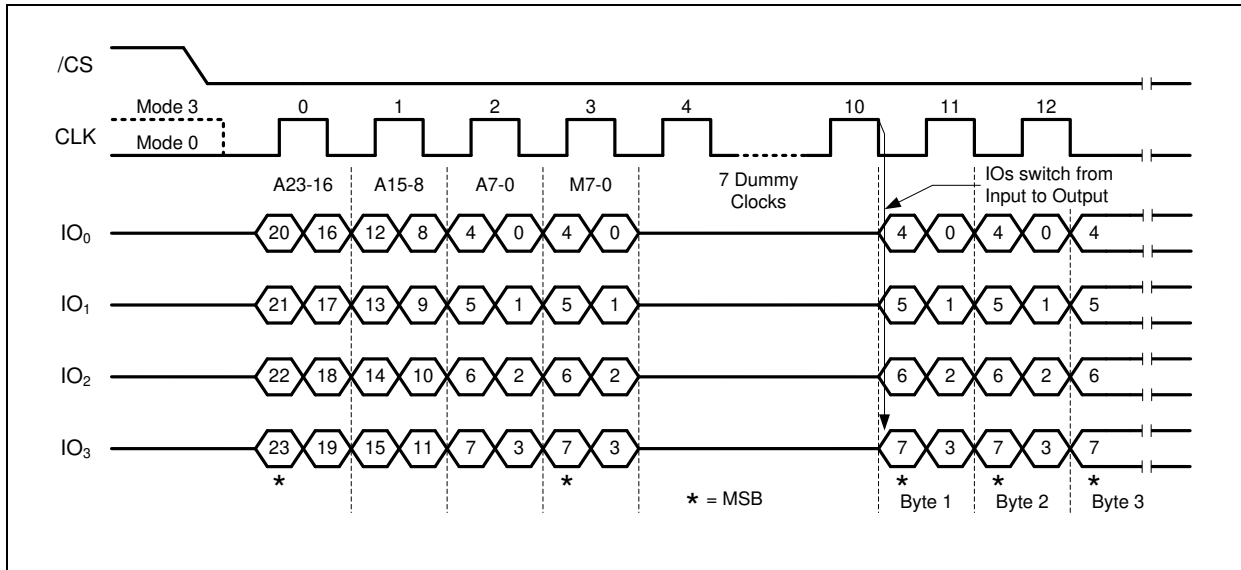 /CS
Mode 3 0 1 2 3 4 10 11 12
CLK
Mode 0
A23-16 A15-8 A7-0 M7-0 7 Dummy
Clocks
IOs switch from
Input to Output
IO₀ 20 16 12 8 4 0 4 0 4 0 4 0 4
IO₁ 21 17 13 9 5 1 5 1 5 1 5 1 5
IO₂ 22 18 14 10 6 2 6 2 6 2 6 2 6
IO₃ 23 19 15 11 7 3 7 3 7 3 7 3 7
* * * * *
* = MSB Byte 1 Byte 2 Byte 3